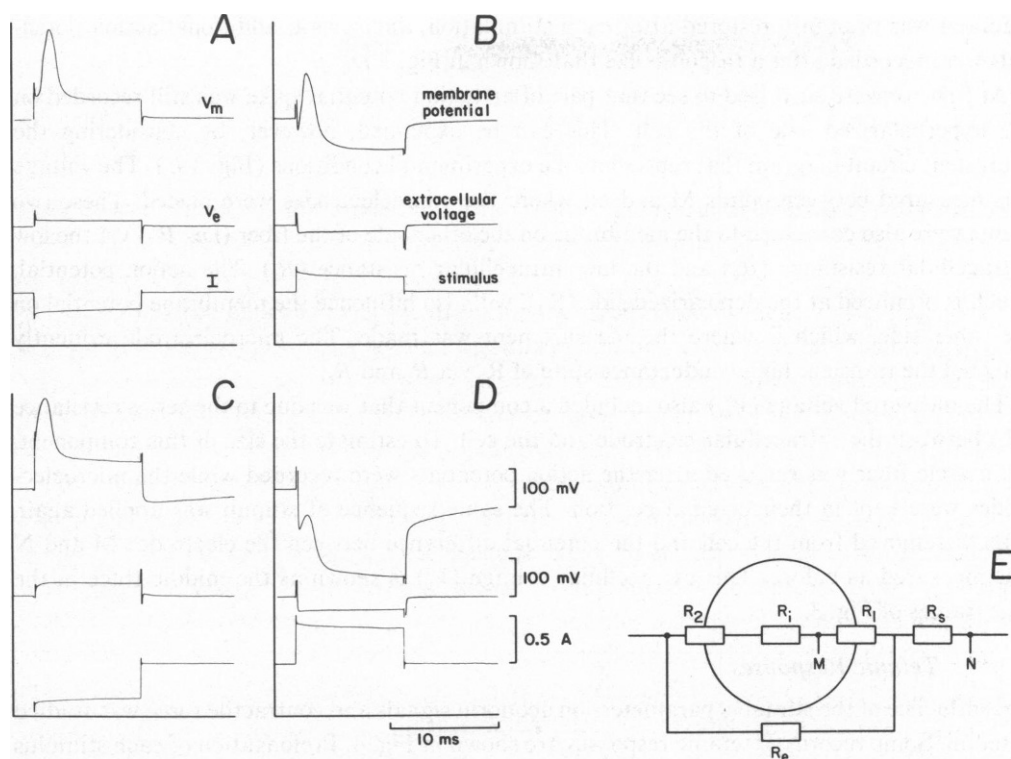 A
B
Vm
membrane
potential
Ve
extracellular
voltage
I
stimulus
C
D
100 mV
100 mV
0.5 A
10 ms
E
R2
Ri
R1
Rs
M
N
Re